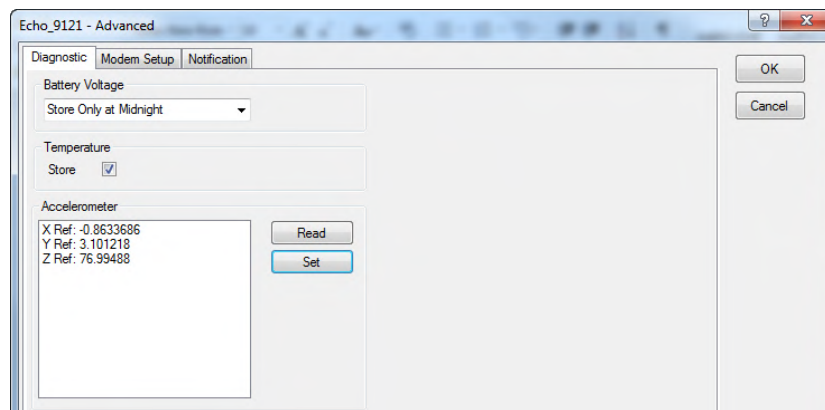 Echo_9121 - Advanced
Diagnostic Modem Setup Notification
OK
Cancel
Battery Voltage
Store Only at Midnight
Temperature
Store
Accelerometer
X Ref: -0.8633686
Y Ref: 3.101218
Z Ref: 76.99488
Read
Set